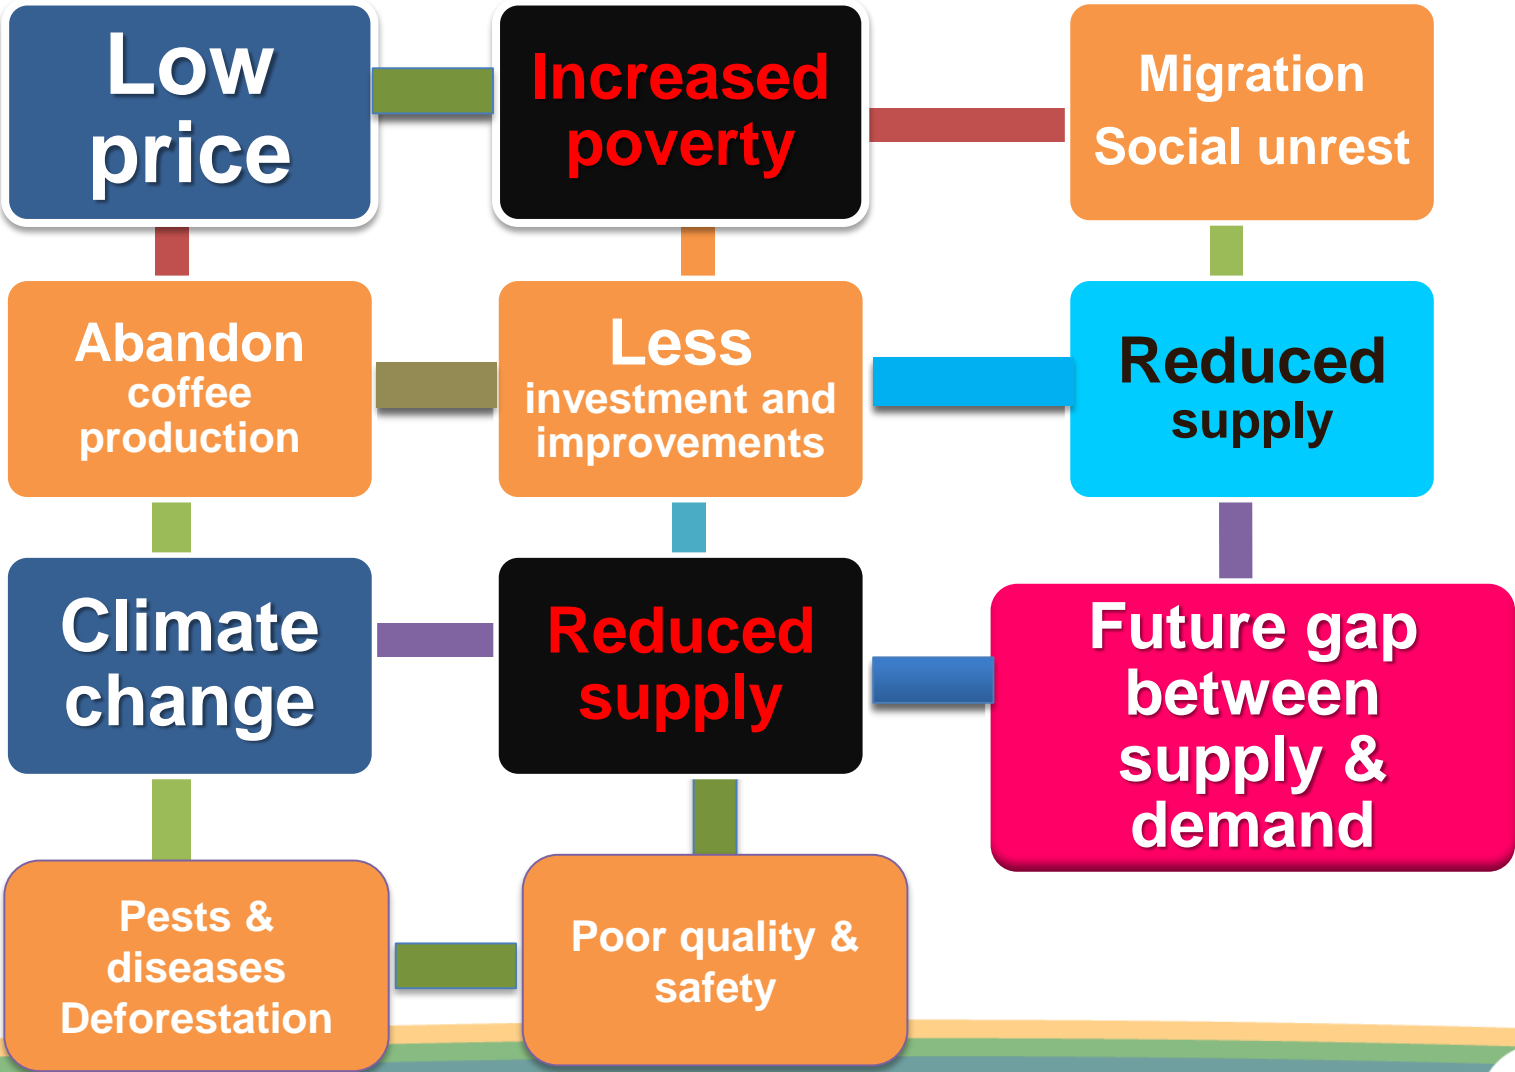 Low
price
Increased
poverty
Migration
Social unrest
Abandon
coffee
production
Less
investment and
improvements
Reduced
supply
Climate
change
Reduced
supply
Future gap
between
supply &
demand
Pests &
diseases
Deforestation
Poor quality &
safety